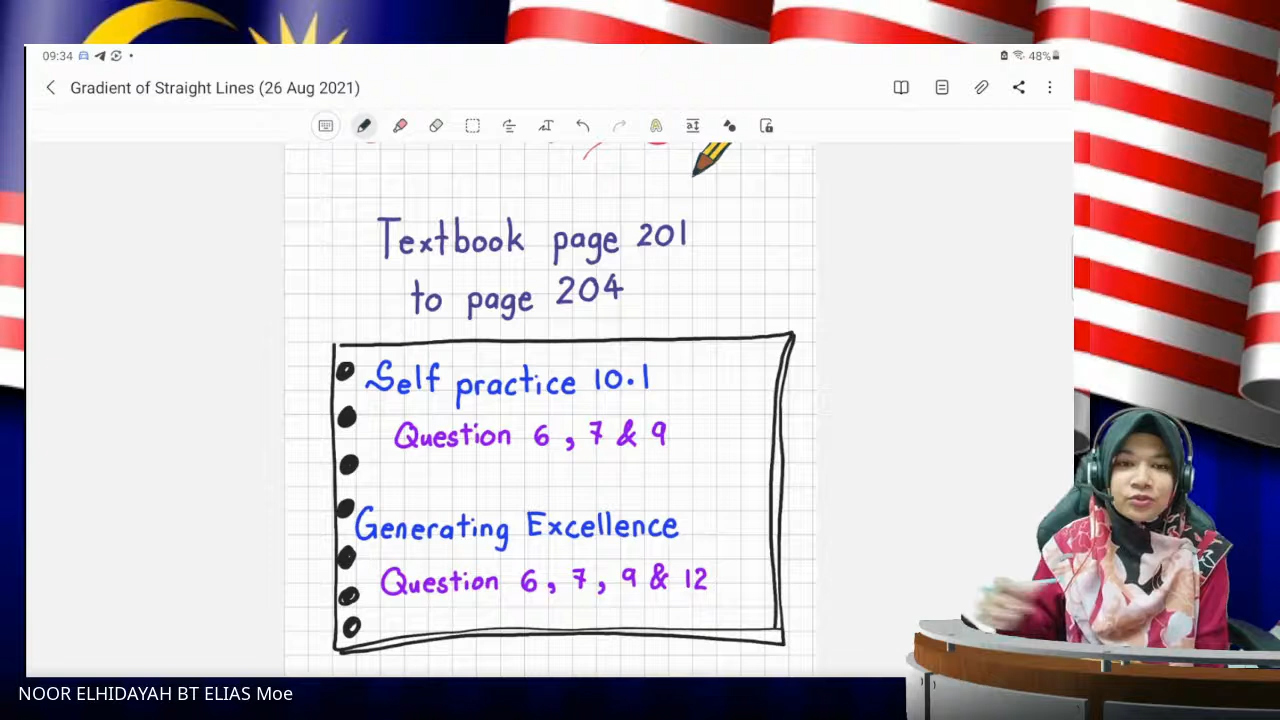 09:34
48%
Gradient of Straight Lines (26 Aug 2021)
Textbook page 201
to page 204
Self practice 10.1
Question 6, 7 & 9
Generating Excellence
Question 6, 7, 9 & 12
NOOR ELHIDAYAH BT ELIAS Moe